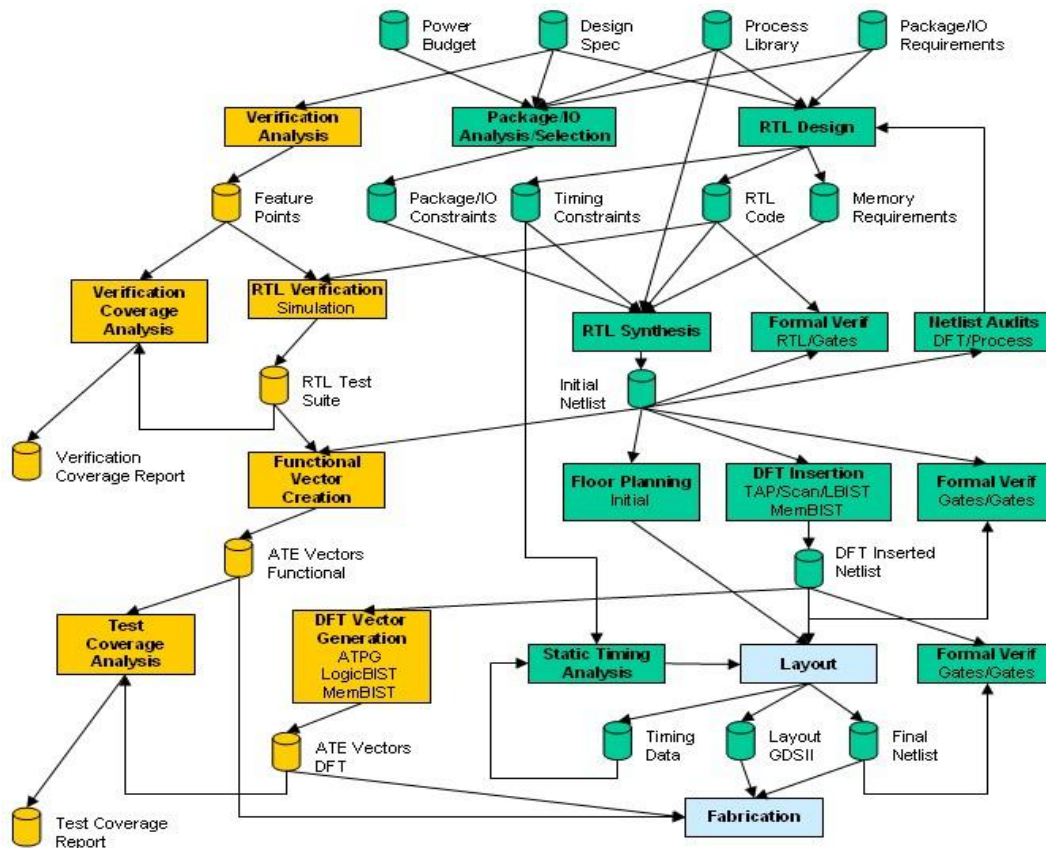 Power
Budget
Design
Spec
Process
Library
Package/IO
Requirements
Verification
Analysis
Package/IO
Analysis/Selection
RTL Design
Feature
Points
Package/IO
Constraints
Timing
Constraints
RTL
Code
Memory
Requirements
Verification
Coverage
Analysis
RTL Verification
Simulation
RTL Synthesis
Formal Verif
RTL/Gates
Netlist Audits
DFT/Process
RTL Test
Suite
Initial
Netlist
Verification
Coverage Report
Functional
Vector
Creation
Floor Planning
Initial
DFT Insertion
TAP/Scan/LBIST
MemBIST
Formal Verif
Gates/Gates
ATE Vectors
Functional
DFT Inserted
Netlist
Test
Coverage
Analysis
DFT Vector
Generation
ATPG
LogicBIST
MemBIST
Static Timing
Analysis
Layout
Formal Verif
Gates/Gates
ATE Vectors
DFT
Timing
Data
Layout
GDSII
Final
Netlist
Test Coverage
Report
Fabrication